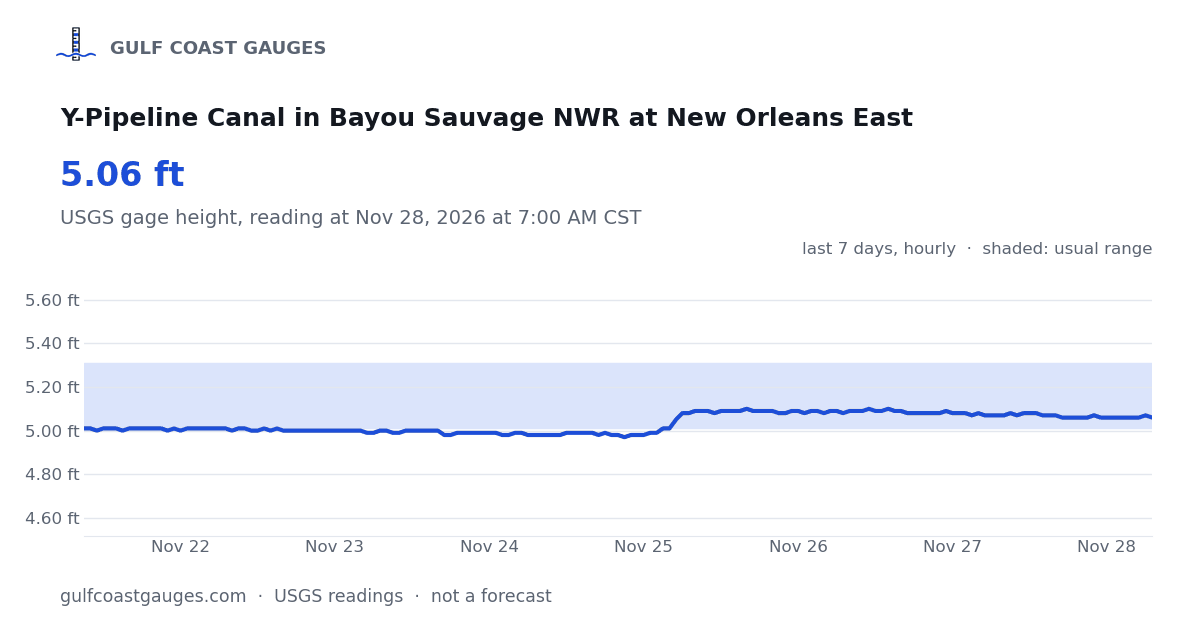 GULF COAST GAUGES
Y-Pipeline Canal in Bayou Sauvage NWR at New Orleans East
5.06 ft
USGS gage height, reading at Nov 28, 2026 at 7:00 AM CST
last 7 days, hourly · shaded: usual range
5.60 ft
5.40 ft
5.20 ft
5.00 ft
4.80 ft
4.60 ft
Nov 22 Nov 23 Nov 24 Nov 25 Nov 26 Nov 27 Nov 28
gulfcoastgauges.com · USGS readings · not a forecast